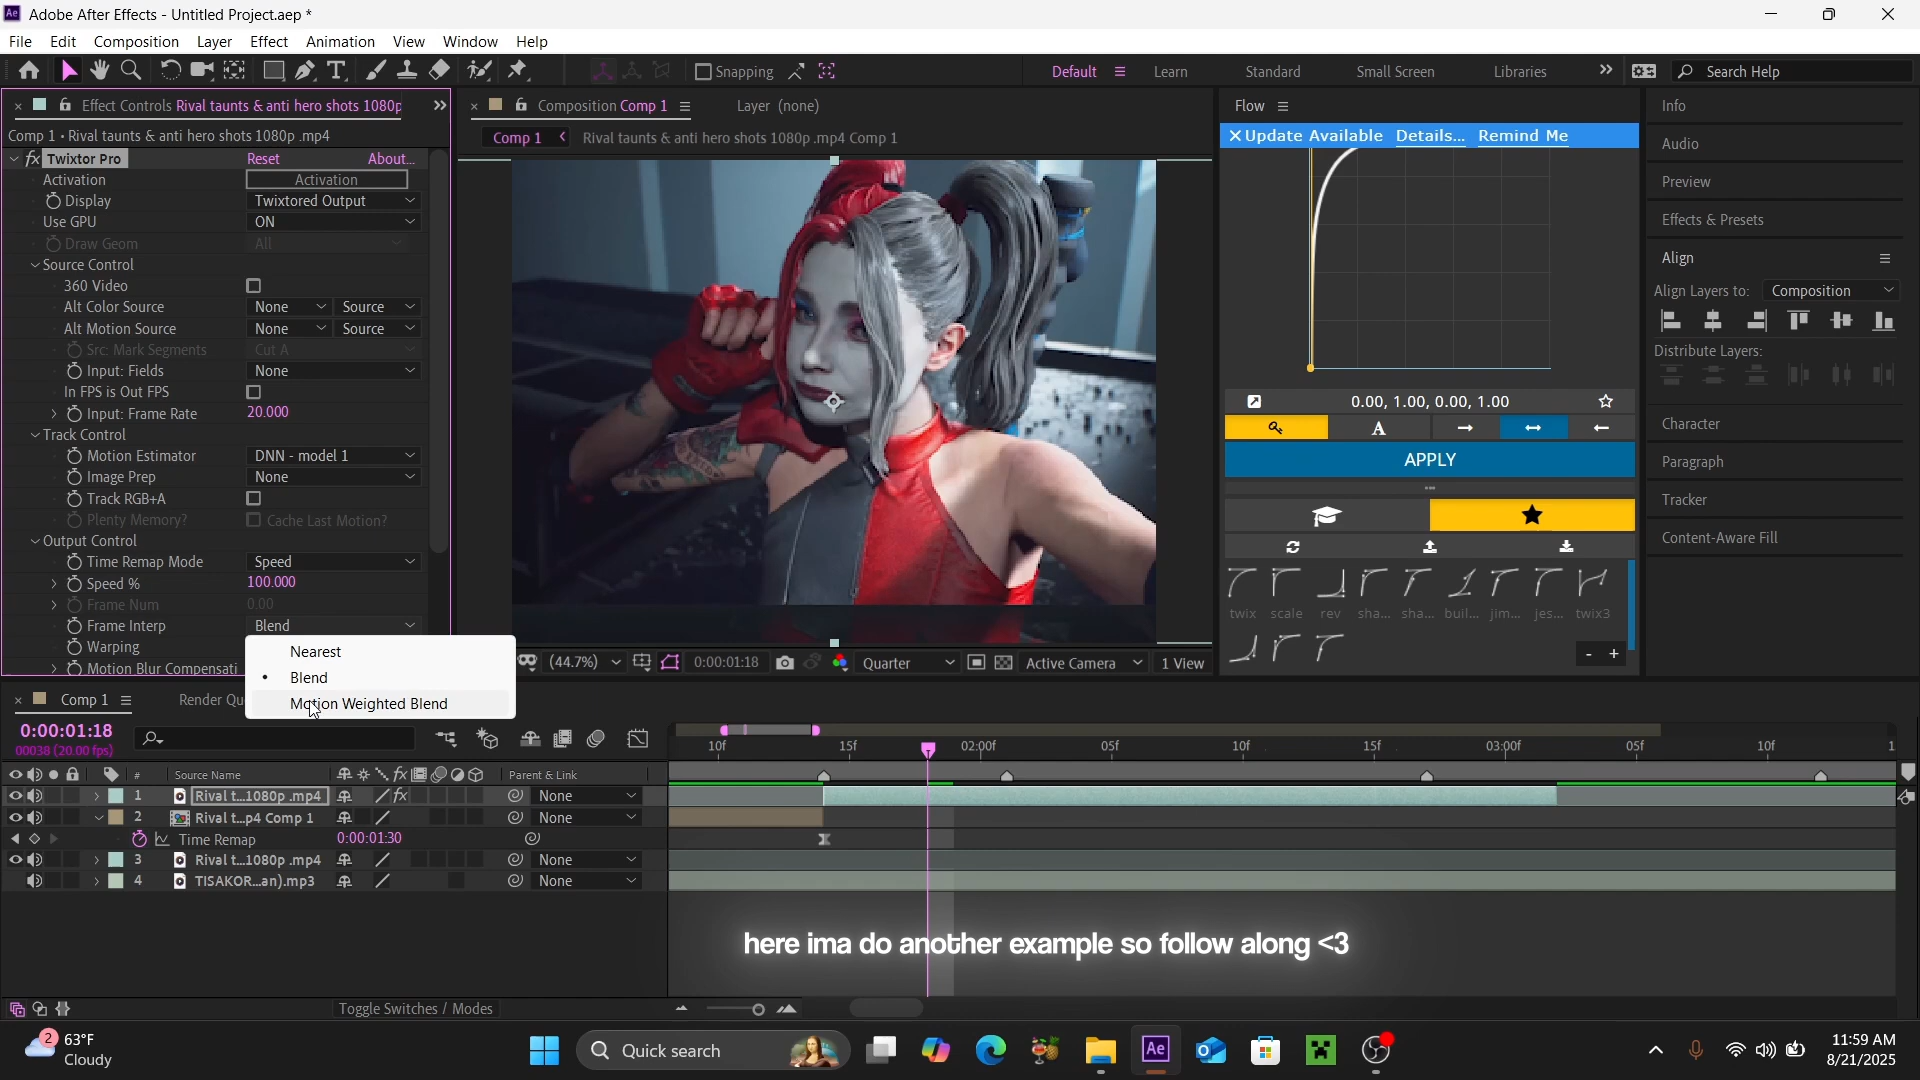 Adobe After Effects - Untitled Project.aep *
File Edit Composition Layer Effect Animation View Window Help
Snapping Default Learn Standard Small Screen Libraries Search Help
Effect Controls Rival taunts & anti hero shots 1080p
Comp 1 • Rival taunts & anti hero shots 1080p .mp4
fx Twixtor Pro Reset About...
Activation Activation
Display Twixtored Output
Use GPU ON
Draw Geom All
Source Control
360 Video
Alt Color Source None Source
Alt Motion Source None Source
Src: Mark Segments Cut A
Input: Fields None
In FPS is Out FPS
Input: Frame Rate 20.000
Track Control
Motion Estimator DNN - model 1
Image Prep None
Track RGB+A
Plenty Memory? Cache Last Motion?
Output Control
Time Remap Mode Speed
Speed % 100.000
Frame Num 0.00
Frame Interp Blend
Warping
Motion Blur Compensati
Nearest
Blend
Motion Weighted Blend
Composition Comp 1 Layer (none)
Comp 1 Rival taunts & anti hero shots 1080p .mp4 Comp 1
(44.7%) 0:00:01:18 Quarter Active Camera 1 View
Flow
Update Available Details... Remind Me
0.00, 1.00, 0.00, 1.00
A
APPLY
twix scale rev sha... sha... buil... jim... jes... twix3
- +
Info
Audio
Preview
Effects & Presets
Align
Align Layers to: Composition
Distribute Layers:
Character
Paragraph
Tracker
Content-Aware Fill
Comp 1 Render Qu
0:00:01:18
00038 (20.00 fps)
10f 15f 02:00f 05f 10f 15f 03:00f 05f 10f 1
# Source Name fx Parent & Link
1 Rival t...1080p .mp4 fx None
2 Rival t...p4 Comp 1 None
Time Remap 0:00:01:30
3 Rival t...1080p .mp4 None
4 TISAKOR...an).mp3 None
here ima do another example so follow along <3
Toggle Switches / Modes
2 63°F
Cloudy
Quick search
Ae
11:59 AM
8/21/2025